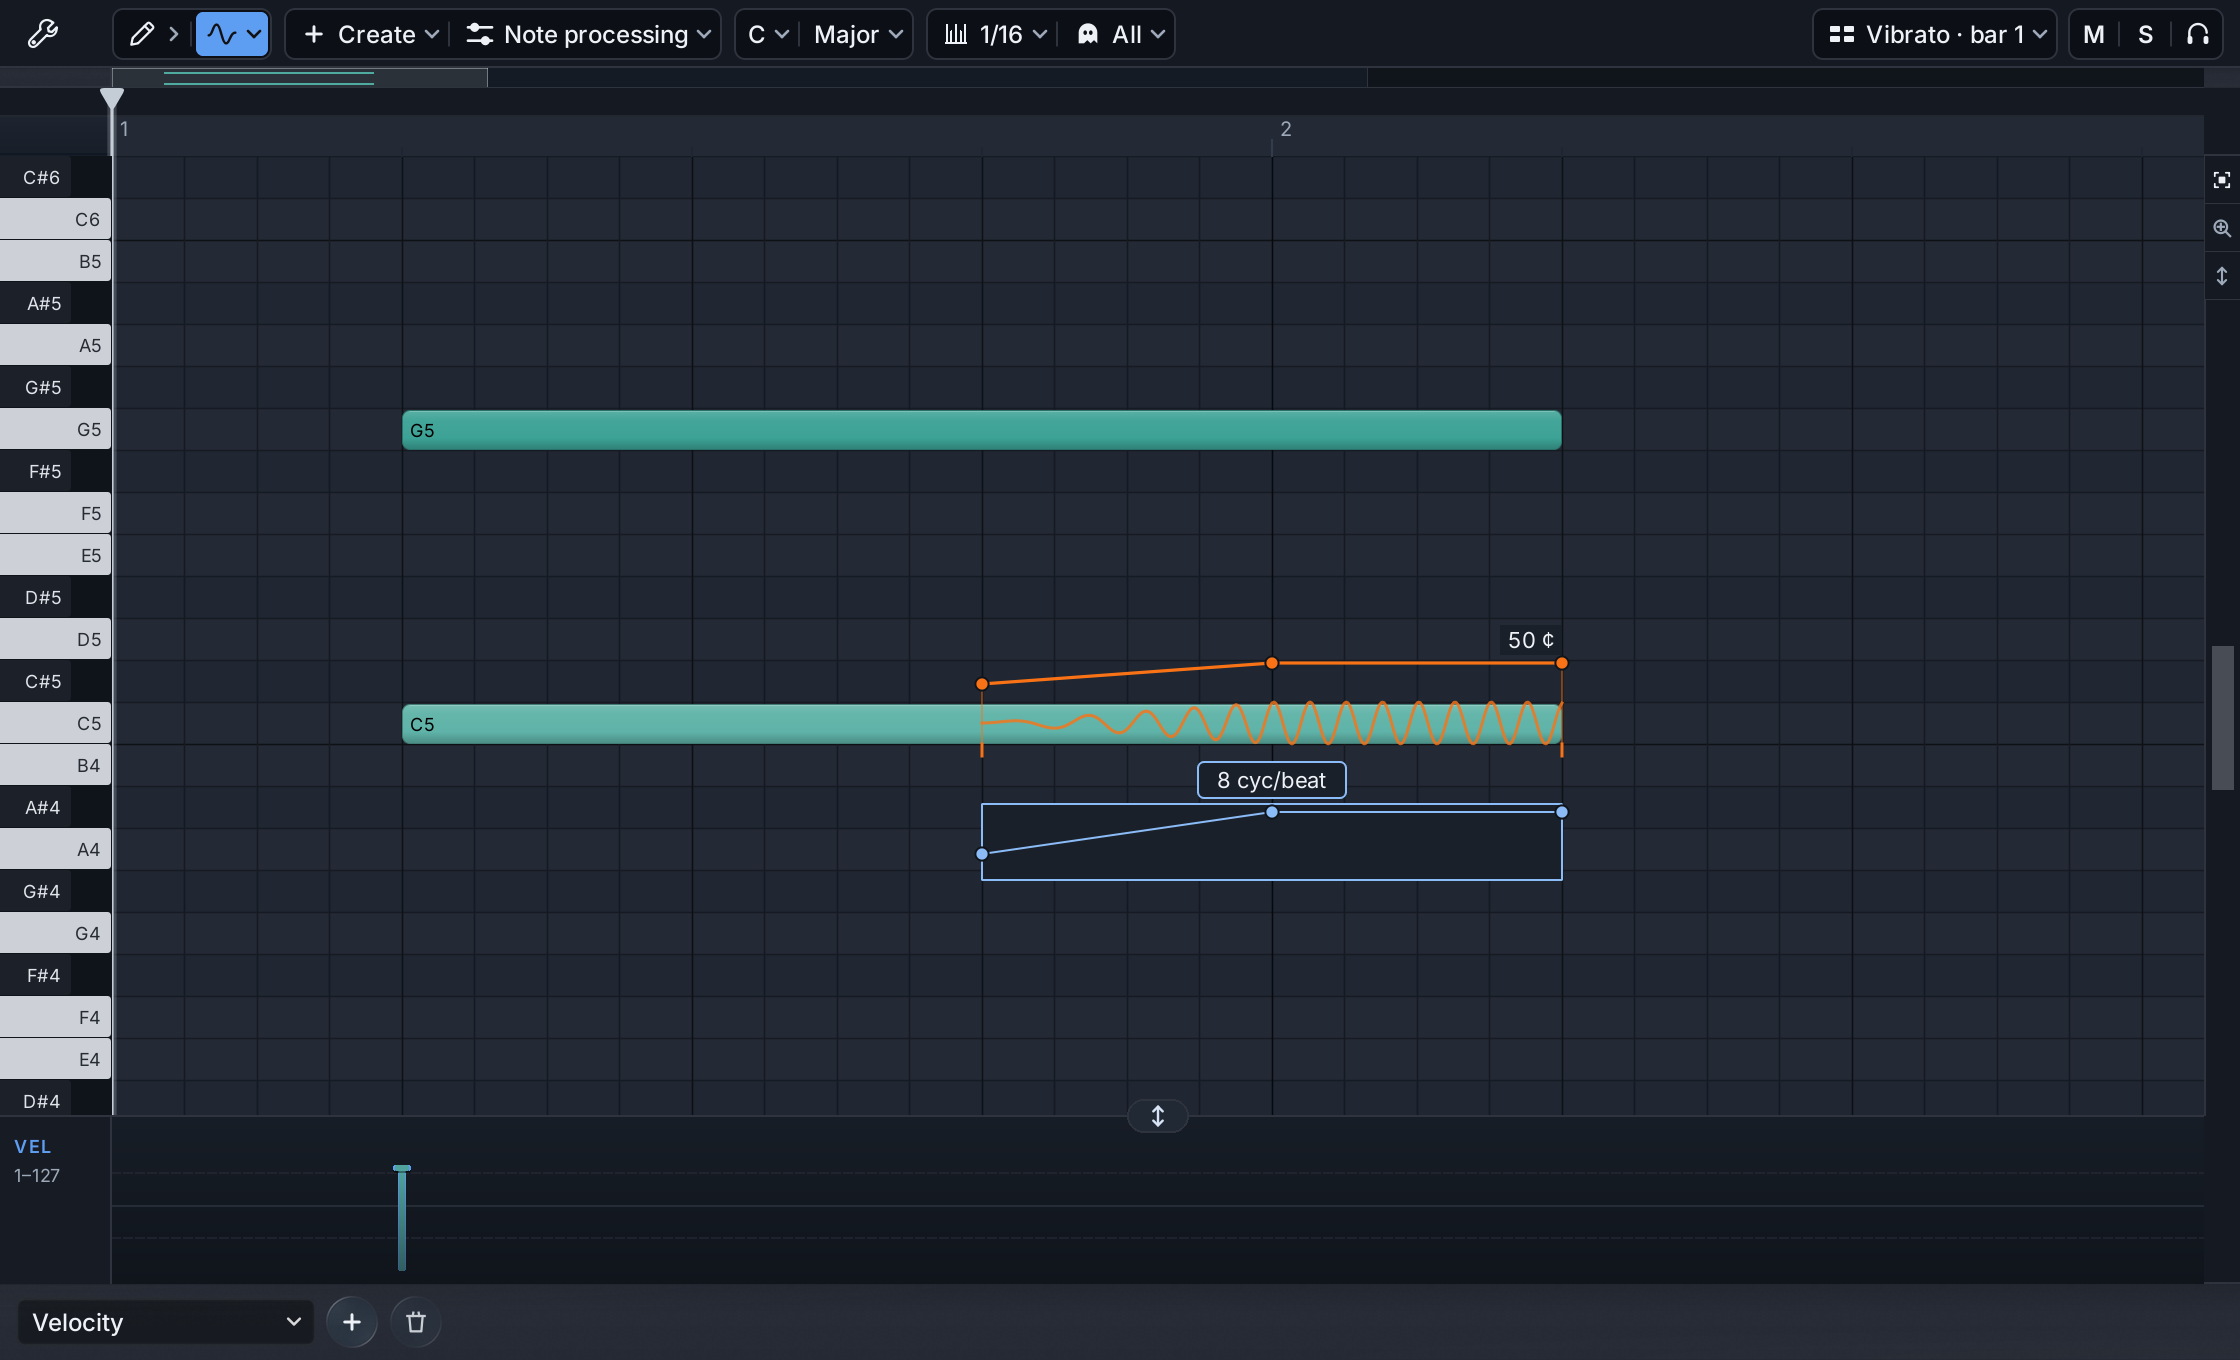 Create Note processing C Major 1/16 All Vibrato · bar 1 M S
1 2
C#6
C6
B5
A#5
A5
G#5
G5 G5
F#5
F5
E5
D#5
D5 50 ¢
C#5
C5 C5
B4
8 cyc/beat
A#4
A4
G#4
G4
F#4
F4
E4
D#4
VEL
1–127
Velocity